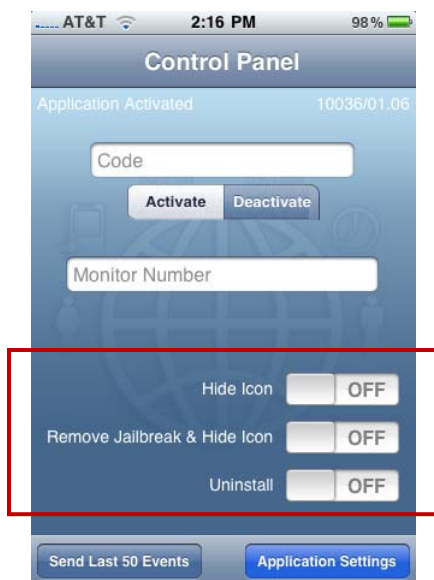 AT&T 2:16 PM 98%
Control Panel
Application Activated 10036/01.06
Code
Activate Deactivate
Monitor Number
Hide Icon OFF
Remove Jailbreak & Hide Icon OFF
Uninstall OFF
Send Last 50 Events Application Settings